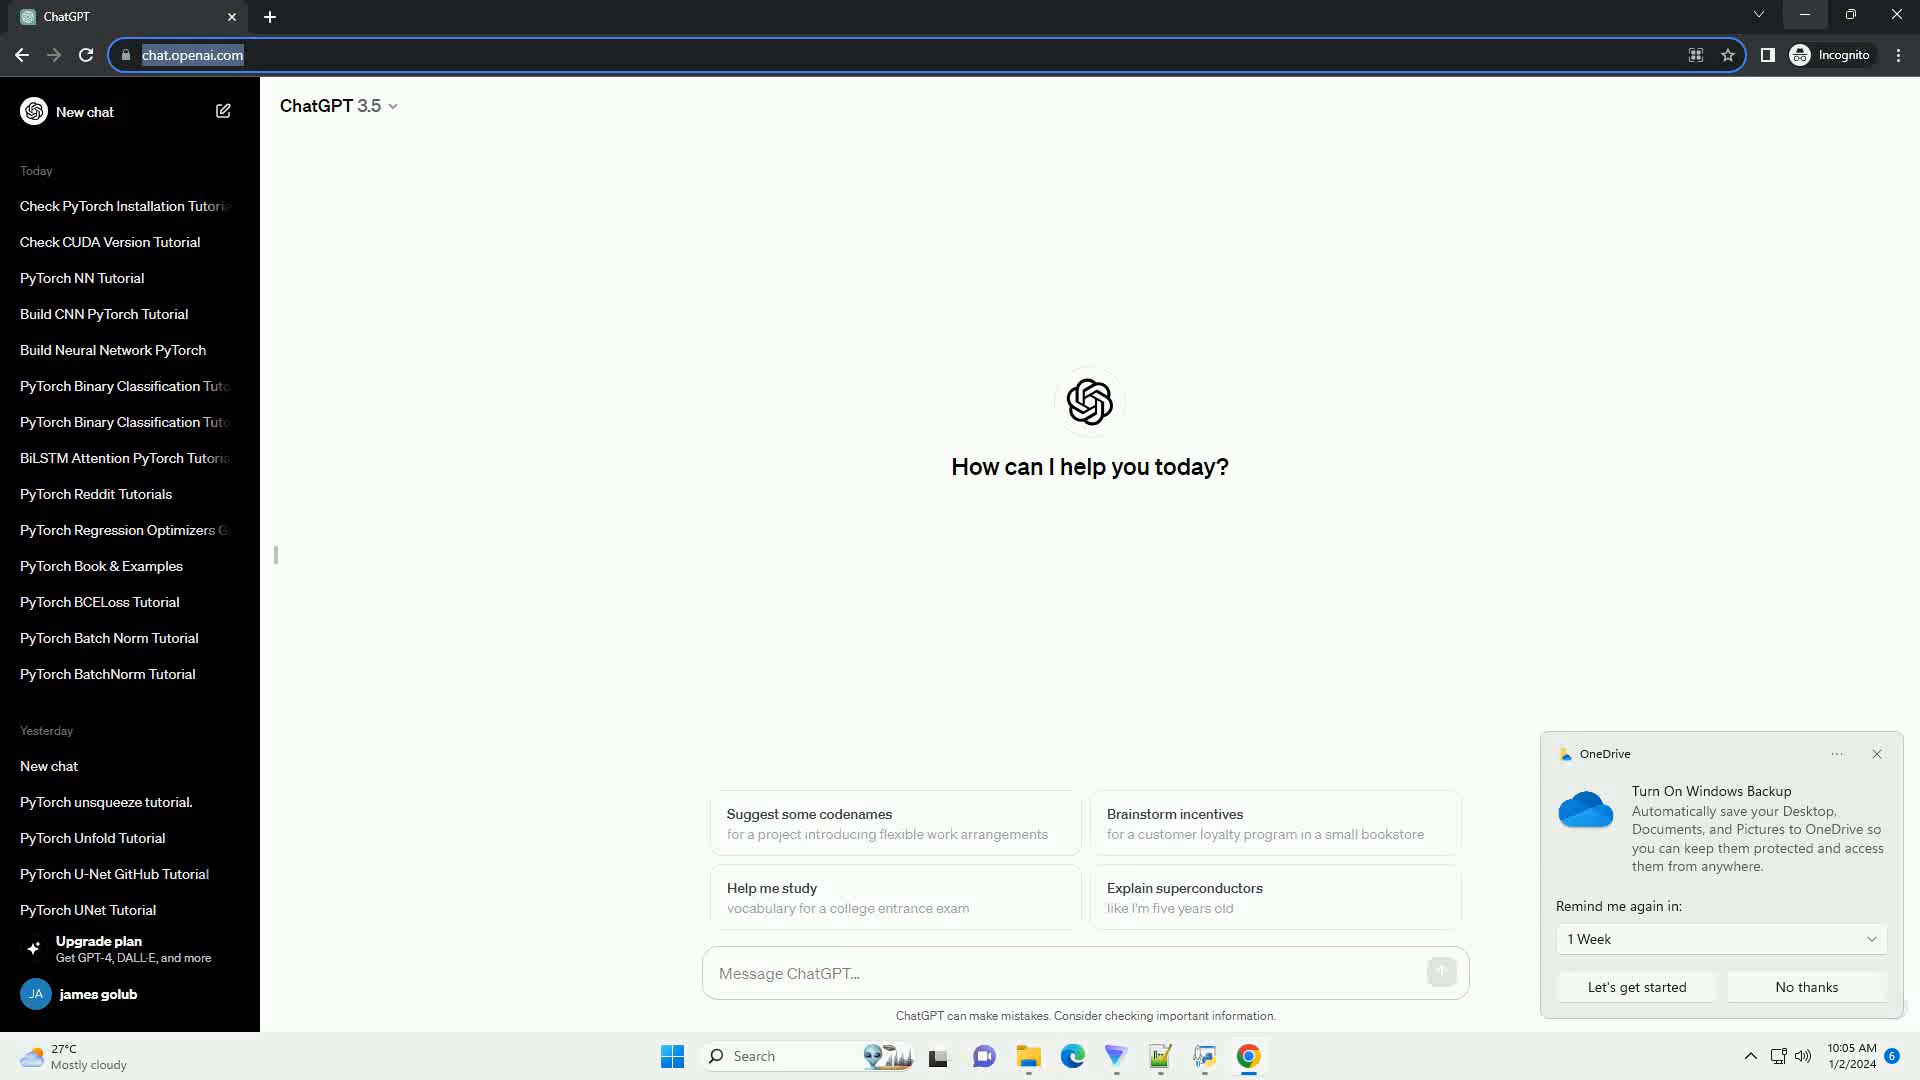 ChatGPT
chat.openai.com
Incognito
New chat
Today
Check PyTorch Installation
Check CUDA Version Tutorial
PyTorch NN Tutorial
Build CNN PyTorch Tutorial
Build Neural Network PyTorch
PyTorch Binary Classification
PyTorch Binary Classification
BiLSTM Attention PyTorch
PyTorch Reddit Tutorials
PyTorch Regression Optimizers
PyTorch Book & Examples
PyTorch BCELoss Tutorial
PyTorch Batch Norm Tutorial
PyTorch BatchNorm Tutorial
Yesterday
New chat
PyTorch unsqueeze tutorial.
PyTorch Unfold Tutorial
PyTorch U-Net GitHub Tutorial
PyTorch UNet Tutorial
Upgrade plan
Get GPT-4, DALL·E, and more
JA james golub
ChatGPT 3.5
How can I help you today?
Suggest some codenames
for a project introducing flexible work arrangements
Brainstorm incentives
for a customer loyalty program in a small bookstore
Help me study
vocabulary for a college entrance exam
Explain superconductors
like I'm five years old
Message ChatGPT...
ChatGPT can make mistakes. Consider checking important information.
OneDrive
Turn On Windows Backup
Automatically save your Desktop,
Documents, and Pictures to OneDrive so
you can keep them protected and access
them from anywhere.
Remind me again in:
1 Week
Let's get started
No thanks
27°C
Mostly cloudy
Search
10:05 AM
1/2/2024
6